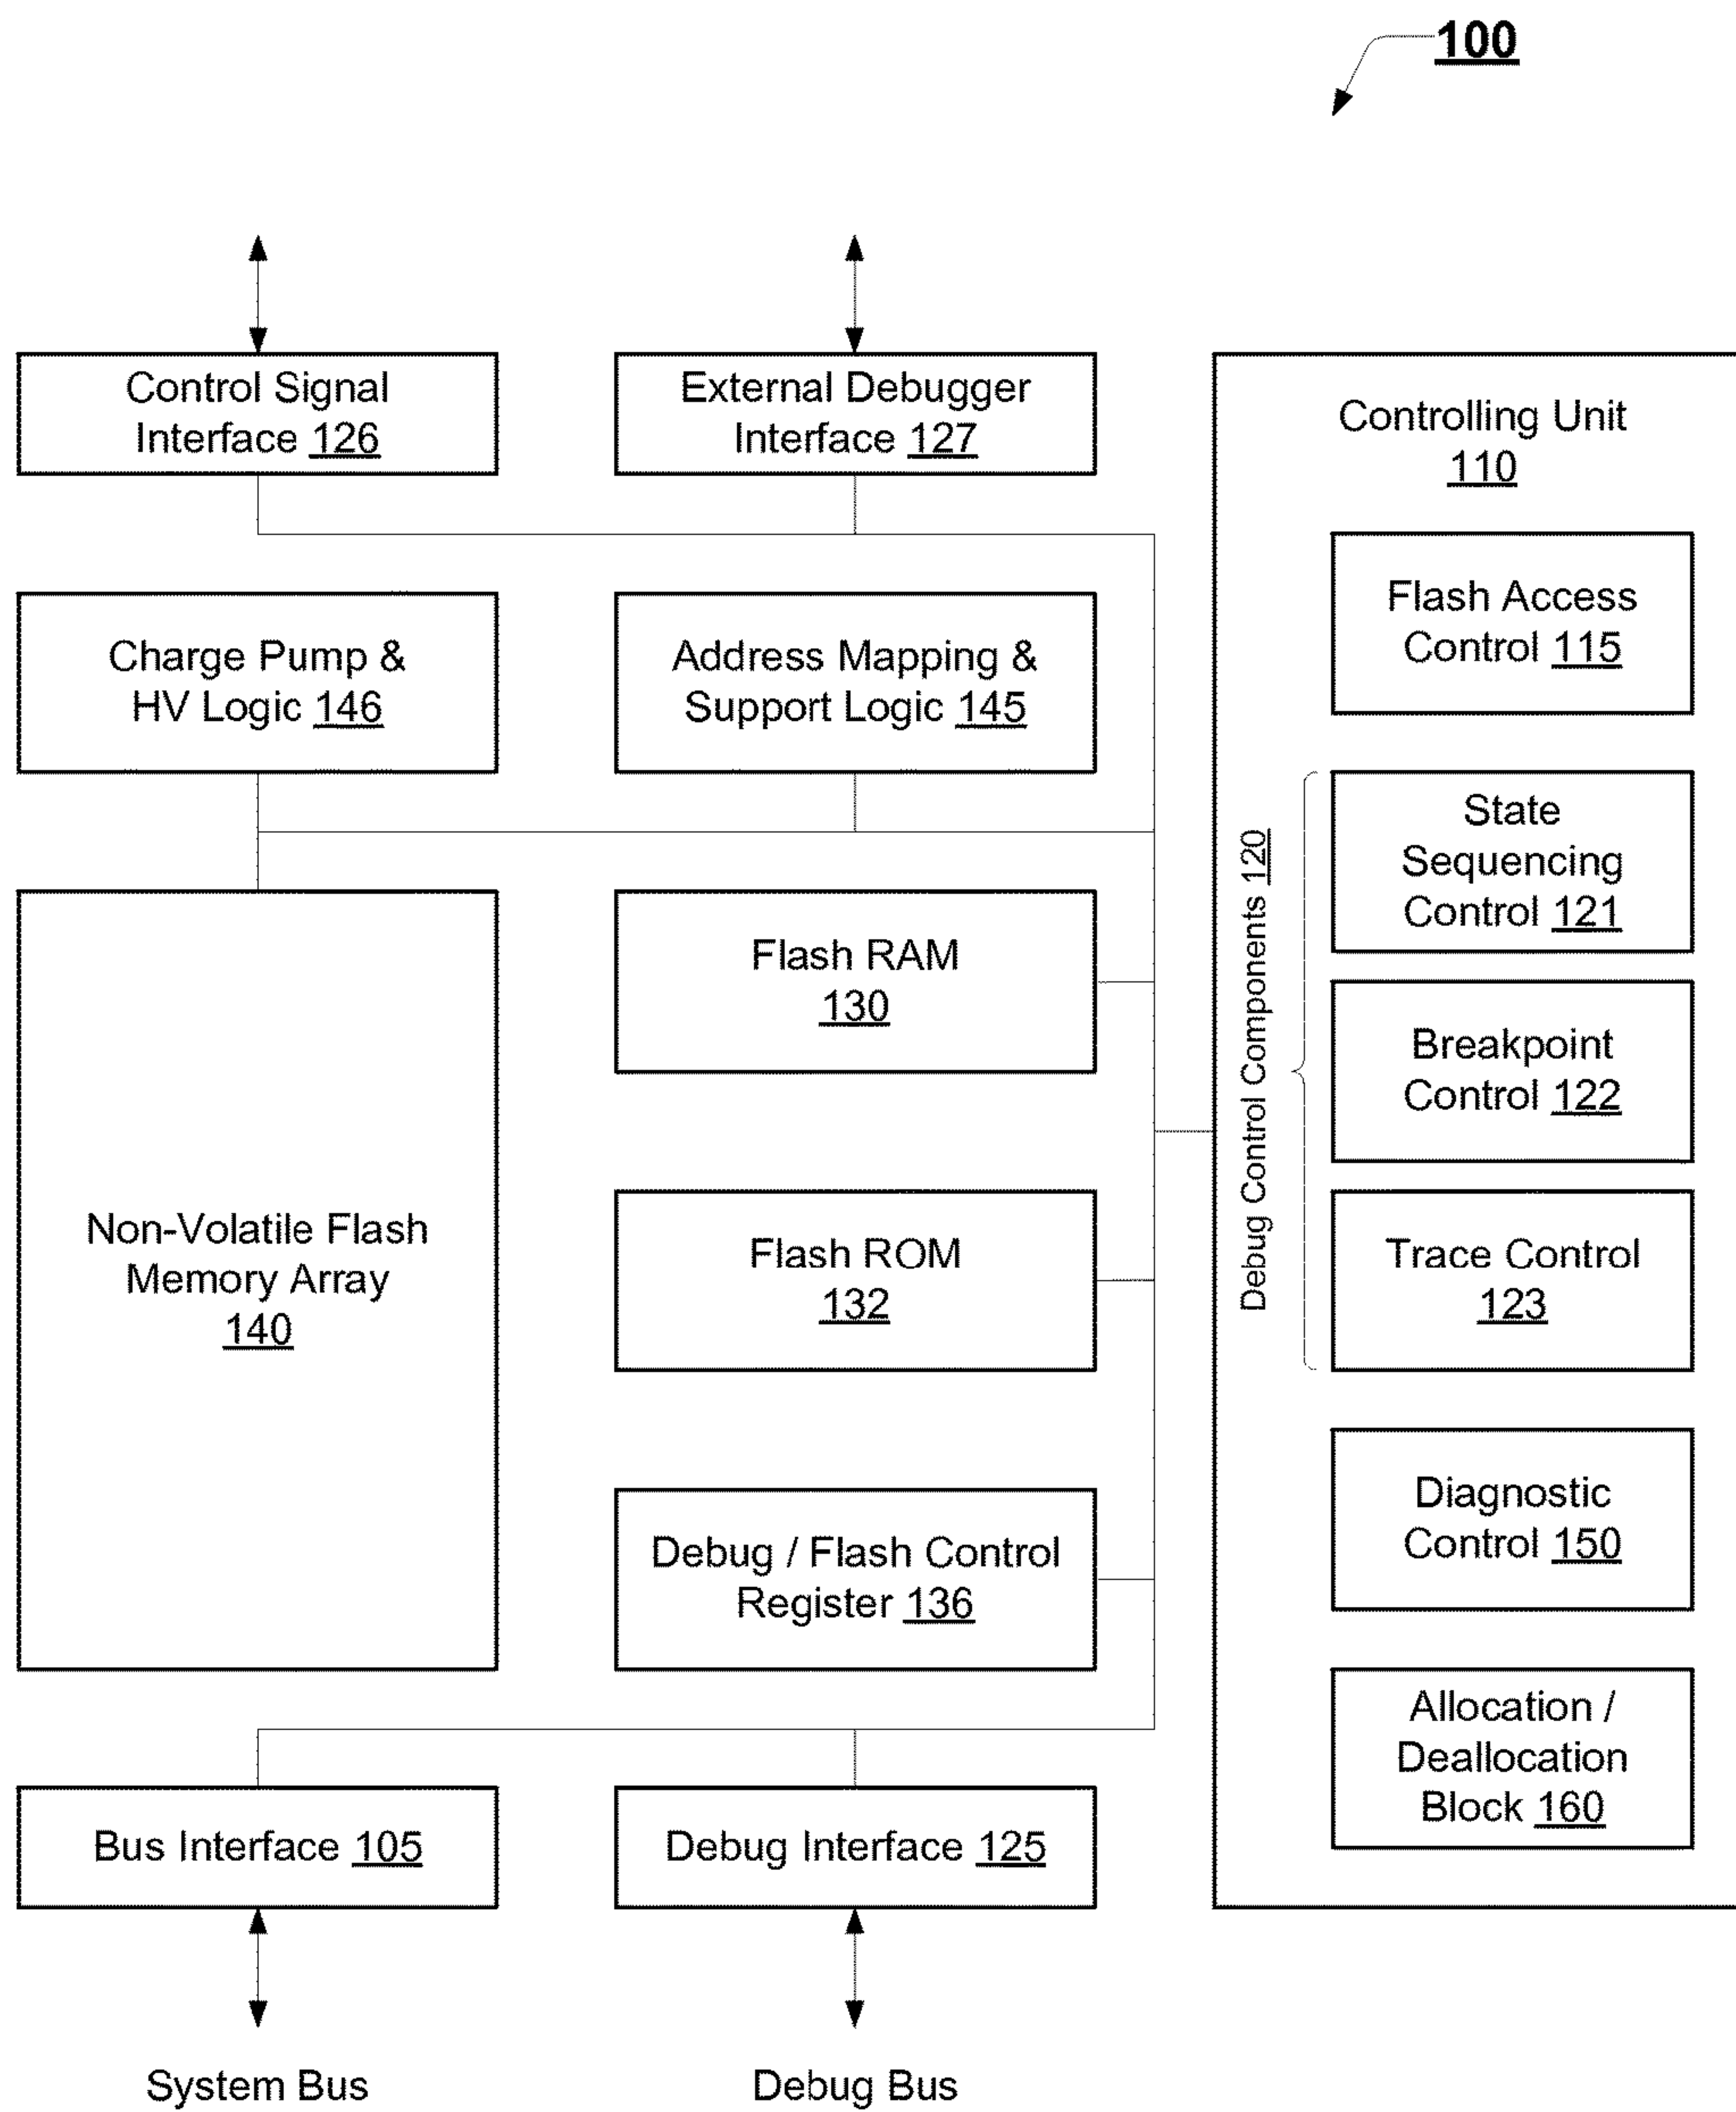 100
Control Signal
Interface 126
External Debugger
Interface 127
Charge Pump &
HV Logic 146
Address Mapping &
Support Logic 145
Non-Volatile Flash
Memory Array
140
Flash RAM
130
Flash ROM
132
Debug / Flash Control
Register 136
Bus Interface 105
Debug Interface 125
System Bus
Debug Bus
Controlling Unit
110
Flash Access
Control 115
Debug Control Components 120
State
Sequencing
Control 121
Breakpoint
Control 122
Trace Control
123
Diagnostic
Control 150
Allocation /
Deallocation
Block 160